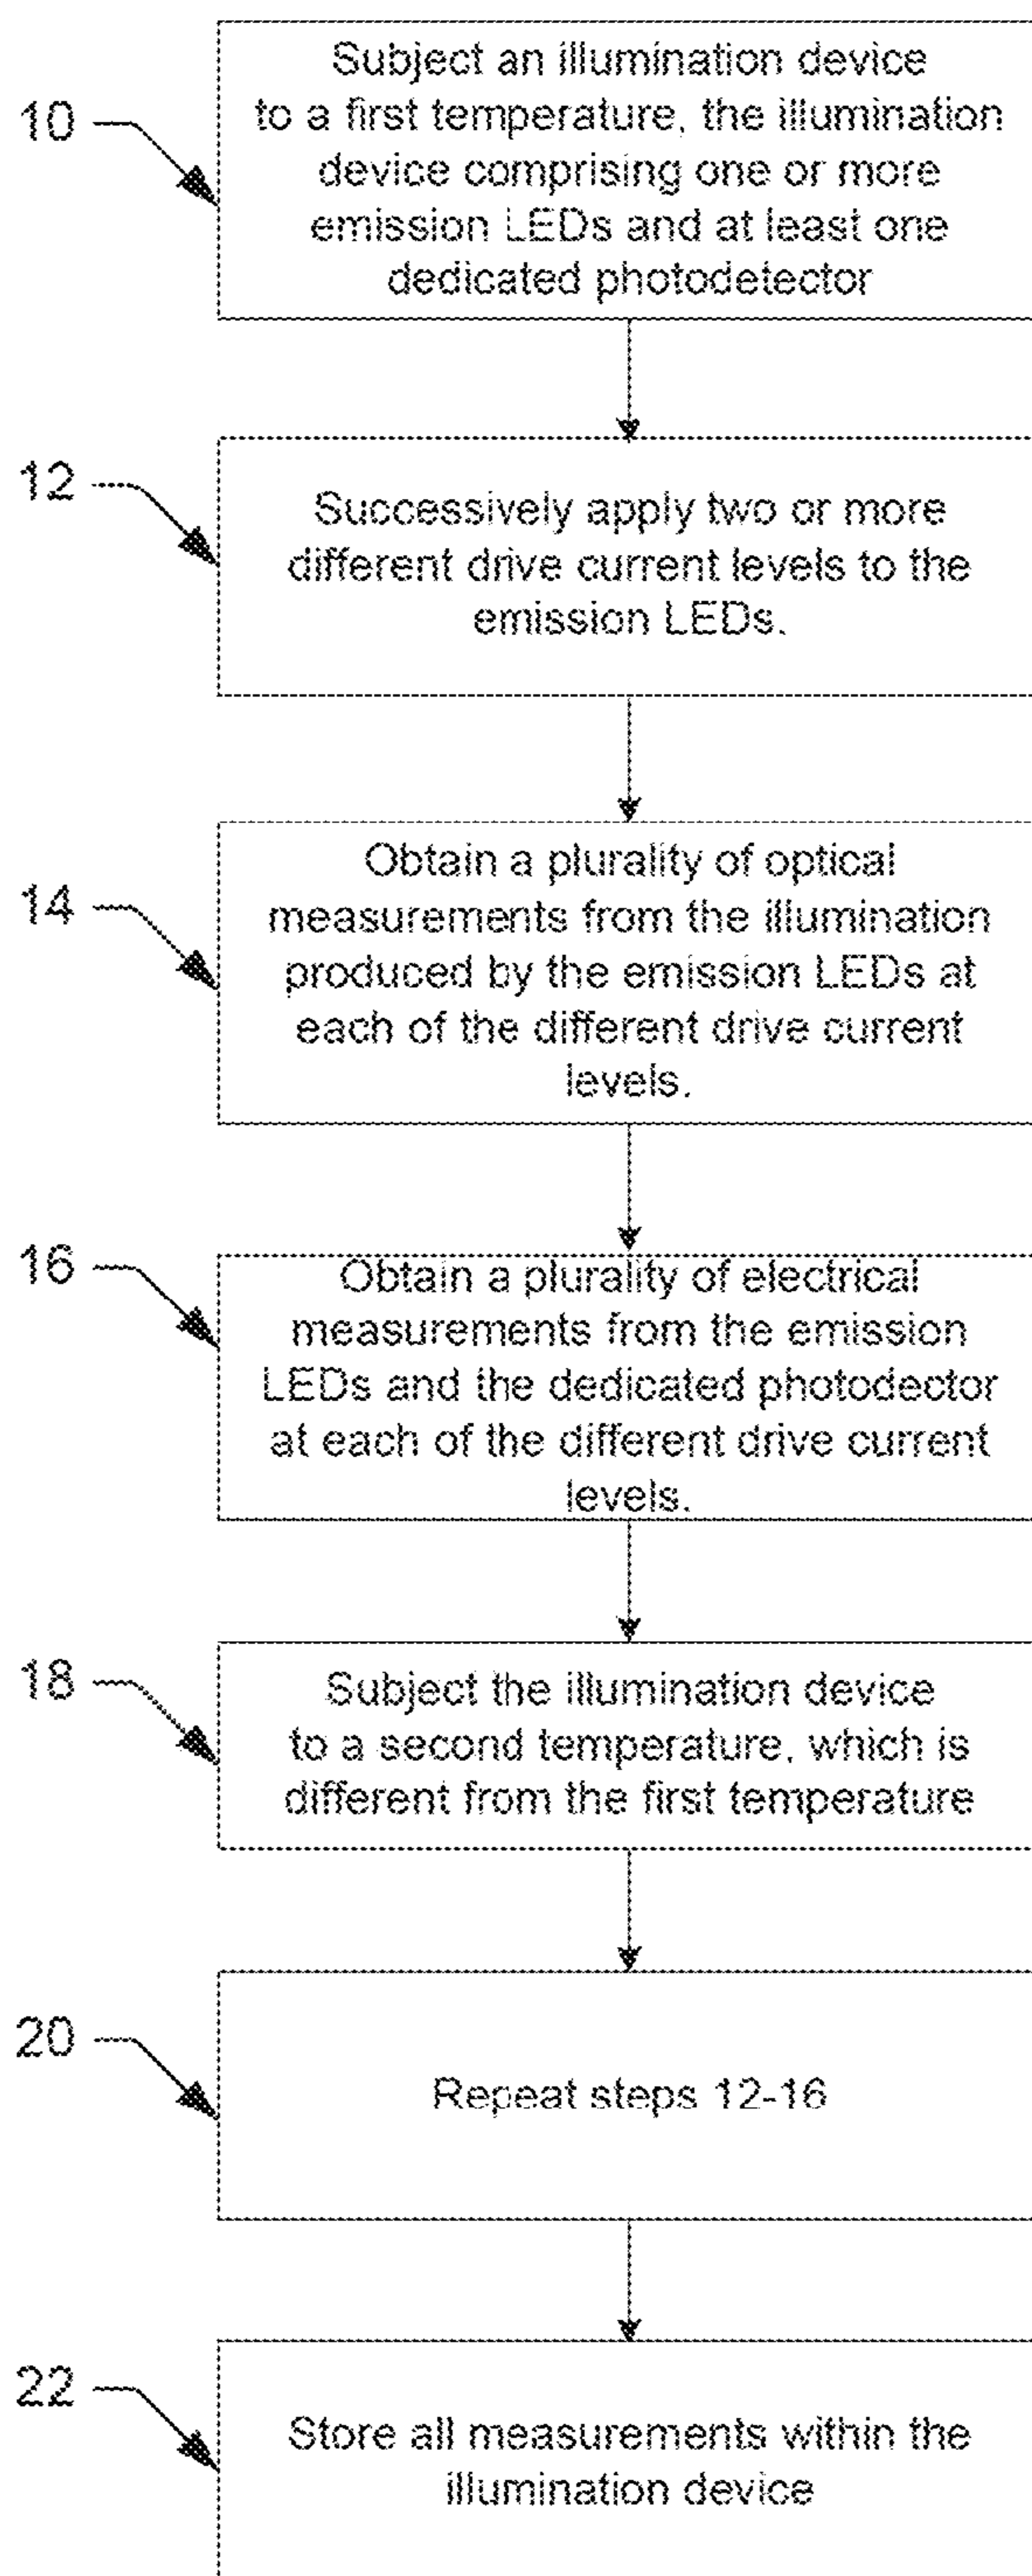 10
Subject an illumination device
to a first temperature, the illumination
device comprising one or more
emission LEDs and at least one
dedicated photodetector
12
Successively apply two or more
different drive current levels to the
emission LEDs.
14
Obtain a plurality of optical
measurements from the illumination
produced by the emission LEDs at
each of the different drive current
levels.
16
Obtain a plurality of electrical
measurements from the emission
LEDs and the dedicated photodector
at each of the different drive current
levels.
18
Subject the illumination device
to a second temperature, which is
different from the first temperature
20
Repeat steps 12-16
22
Store all measurements within the
illumination device